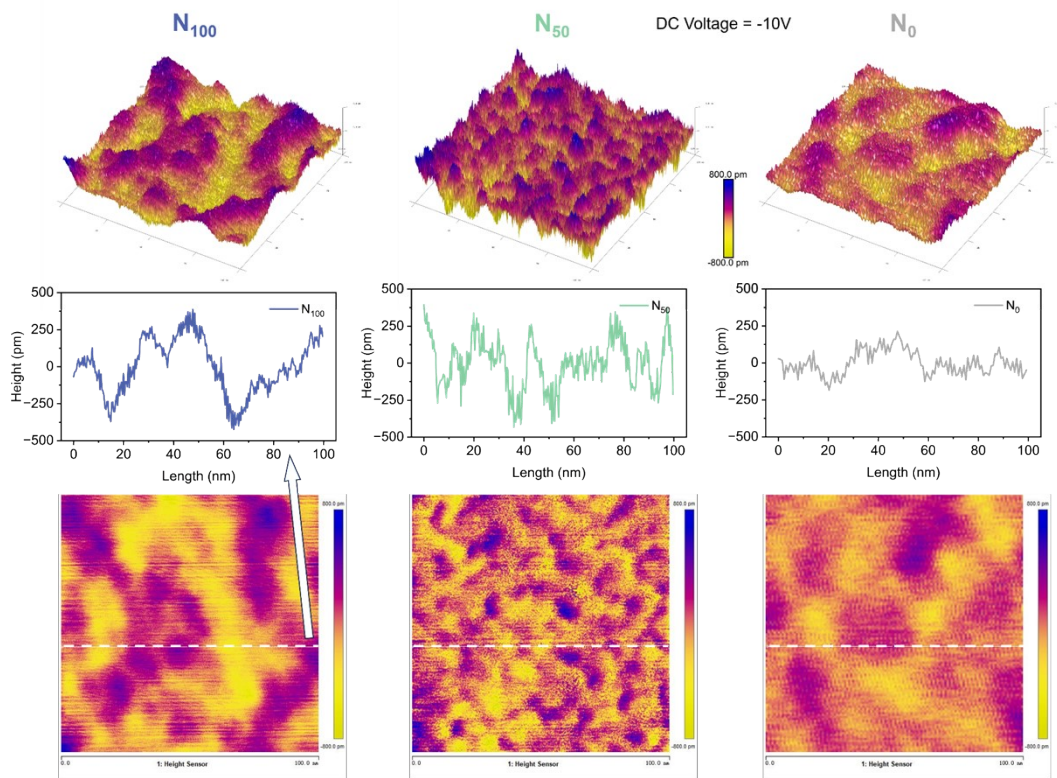 N100
N50
DC Voltage = -10V
N0
800.0 pm
-800.0 pm
500
250
0
−250
−500
Height (pm)
N100
0 20 40 60 80 100
Length (nm)
500
250
0
−250
−500
Height (pm)
N50
0 20 40 60 80 100
Length (nm)
500
250
0
−250
−500
Height (pm)
N0
0 20 40 60 80 100
Length (nm)
800.0 pm
-800.0 pm
0.0
1: Height Sensor
100.0 nm
800.0 pm
-800.0 pm
0.0
1: Height Sensor
100.0 nm
800.0 pm
-800.0 pm
0.0
1: Height Sensor
100.0 nm